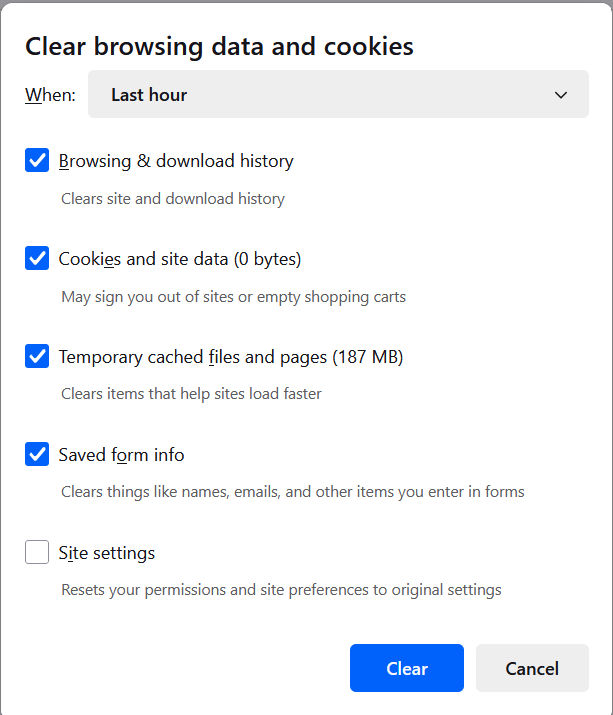 Clear browsing data and cookies
When: Last hour
Browsing & download history
Clears site and download history
Cookies and site data (0 bytes)
May sign you out of sites or empty shopping carts
Temporary cached files and pages (187 MB)
Clears items that help sites load faster
Saved form info
Clears things like names, emails, and other items you enter in forms
Site settings
Resets your permissions and site preferences to original settings
Clear Cancel